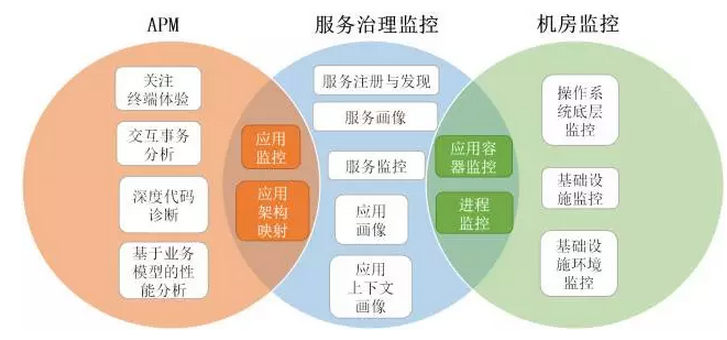 APM
服务治理监控
机房监控
关注
终端体验
交互事务
分析
深度代码
诊断
基于业务
模型的性
能分析
应用
监控
应用
架构
映射
服务注册与发现
服务画像
服务监控
应用
画像
应用
上下文
画像
应用容
器监控
进程
监控
操作系
统底层
监控
基础设
施监控
基础设
施环境
监控